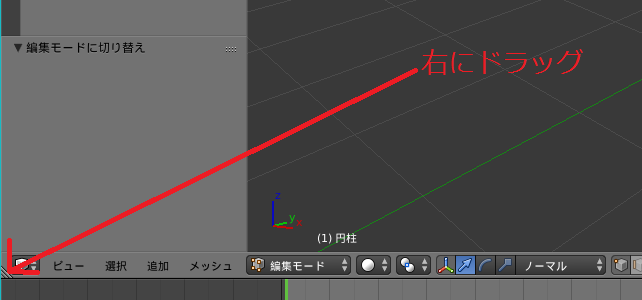 ▼編集モードに切り替え
右にドラッグ
z
y
x
(1) 円柱
ビュー 選択 追加 メッシュ 編集モード ノーマル